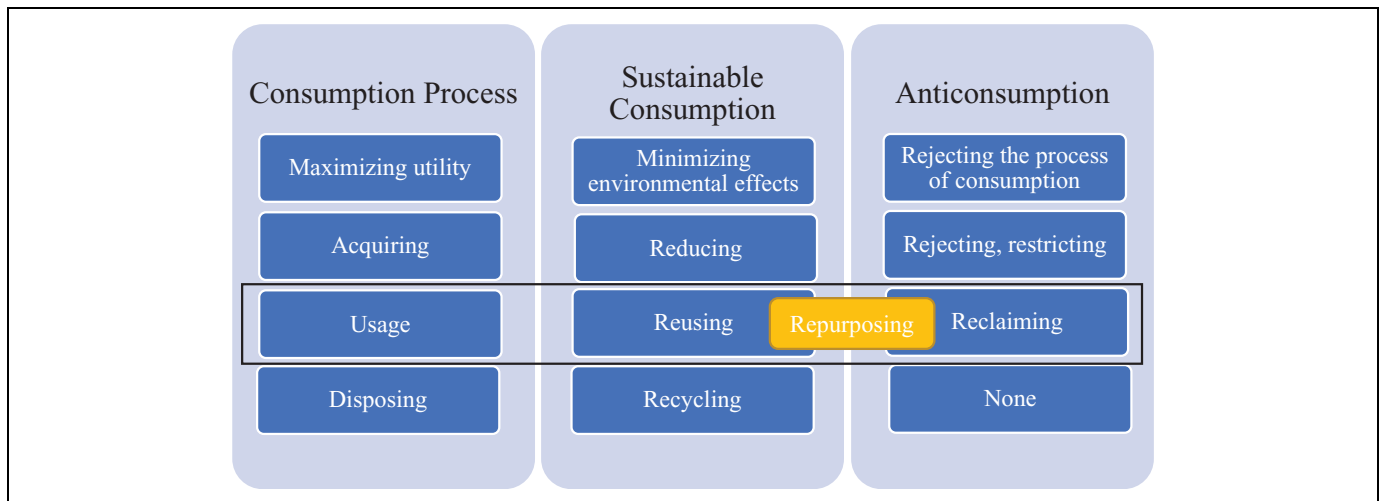 Consumption Process
Sustainable
Consumption
Anticonsumption
Maximizing utility
Minimizing
environmental effects
Rejecting the process
of consumption
Acquiring
Reducing
Rejecting, restricting
Usage
Reusing
Repurposing
Reclaiming
Disposing
Recycling
None